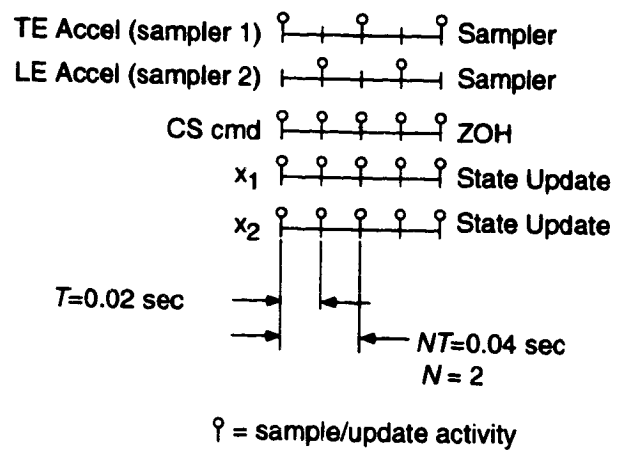 TE Accel (sampler 1) Sampler
LE Accel (sampler 2) Sampler
CS cmd ZOH
x1 State Update
x2 State Update
T=0.02 sec
NT=0.04 sec
N = 2
= sample/update activity